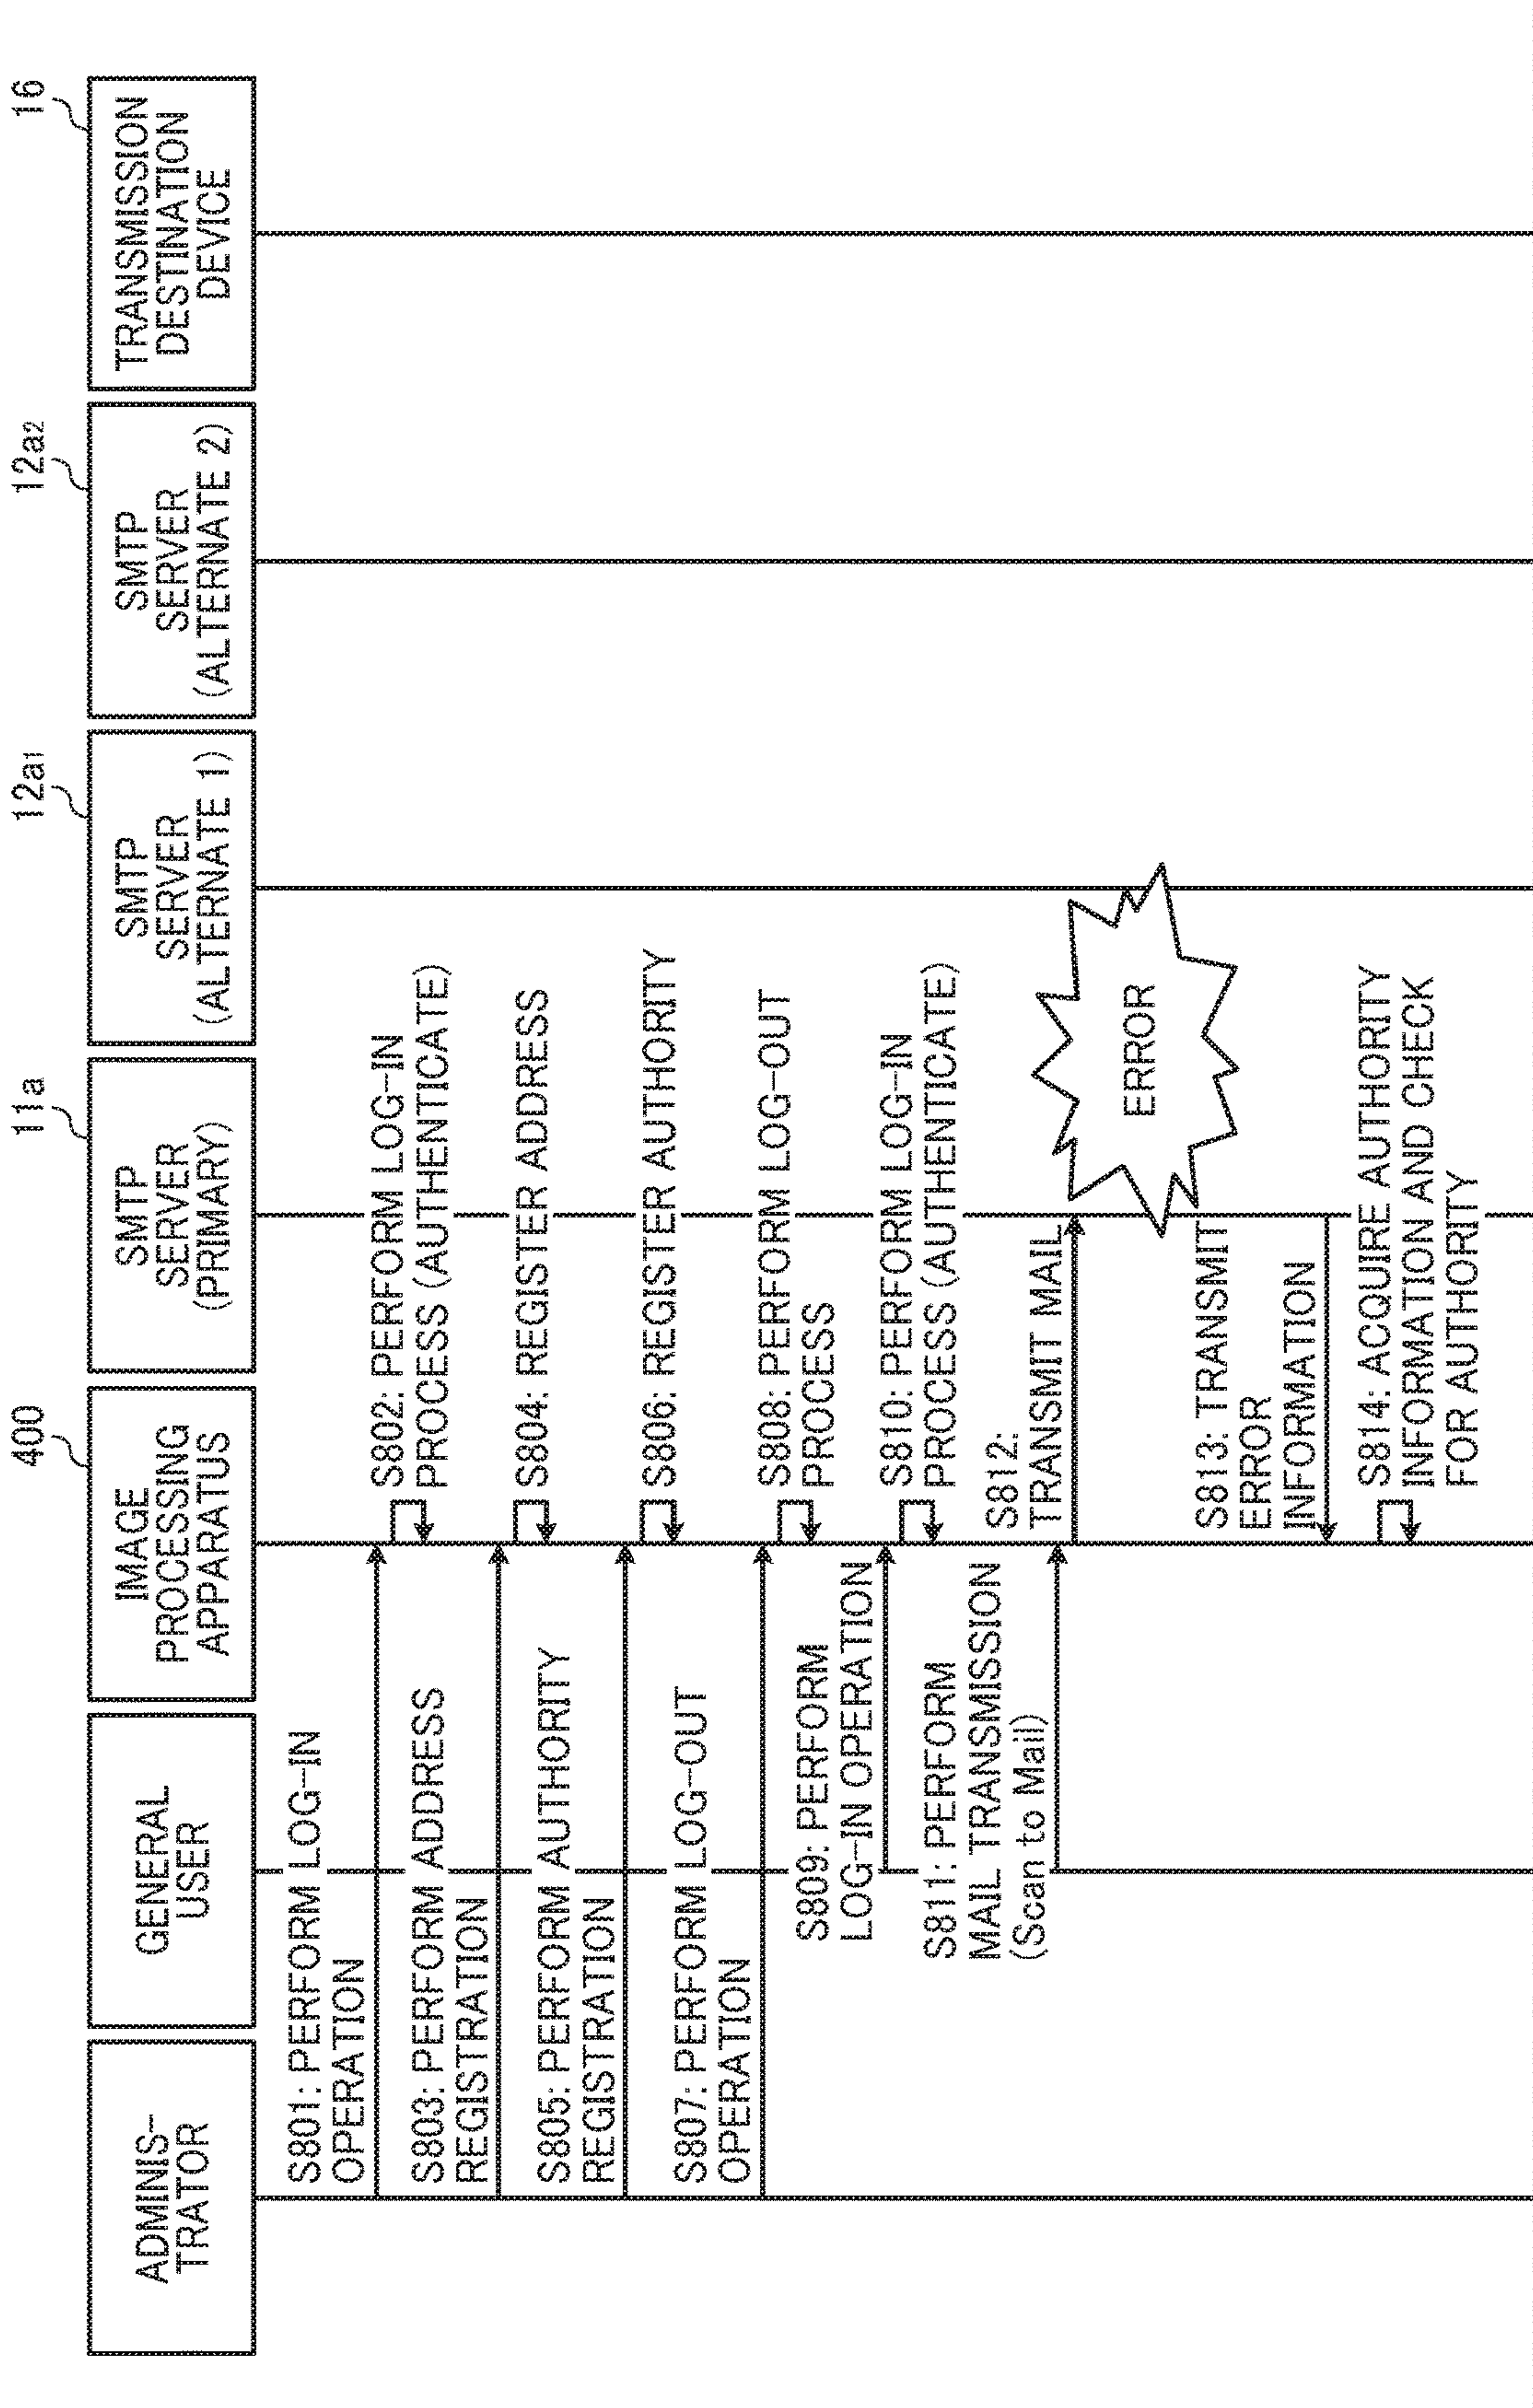 ADMINIS-
TRATOR
GENERAL
USER
400
IMAGE
PROCESSING
APPARATUS
11a
SMTP
SERVER
(PRIMARY)
12a1
SMTP
SERVER
(ALTERNATE 1)
12a2
SMTP
SERVER
(ALTERNATE 2)
16
TRANSMISSION
DESTINATION
DEVICE
S801: PERFORM LOG-IN
OPERATION
S802: PERFORM LOG-IN
PROCESS (AUTHENTICATE)
S803: PERFORM ADDRESS
REGISTRATION
S804: REGISTER ADDRESS
S805: PERFORM AUTHORITY
REGISTRATION
S806: REGISTER AUTHORITY
S807: PERFORM LOG-OUT
OPERATION
S808: PERFORM LOG-OUT
PROCESS
S809: PERFORM
LOG-IN OPERATION
S810: PERFORM LOG-IN
PROCESS (AUTHENTICATE)
S811: PERFORM
MAIL TRANSMISSION
(Scan to Mail)
S812:
TRANSMIT MAIL
ERROR
S813: TRANSMIT
ERROR
INFORMATION
S814: ACQUIRE AUTHORITY
INFORMATION AND CHECK
FOR AUTHORITY